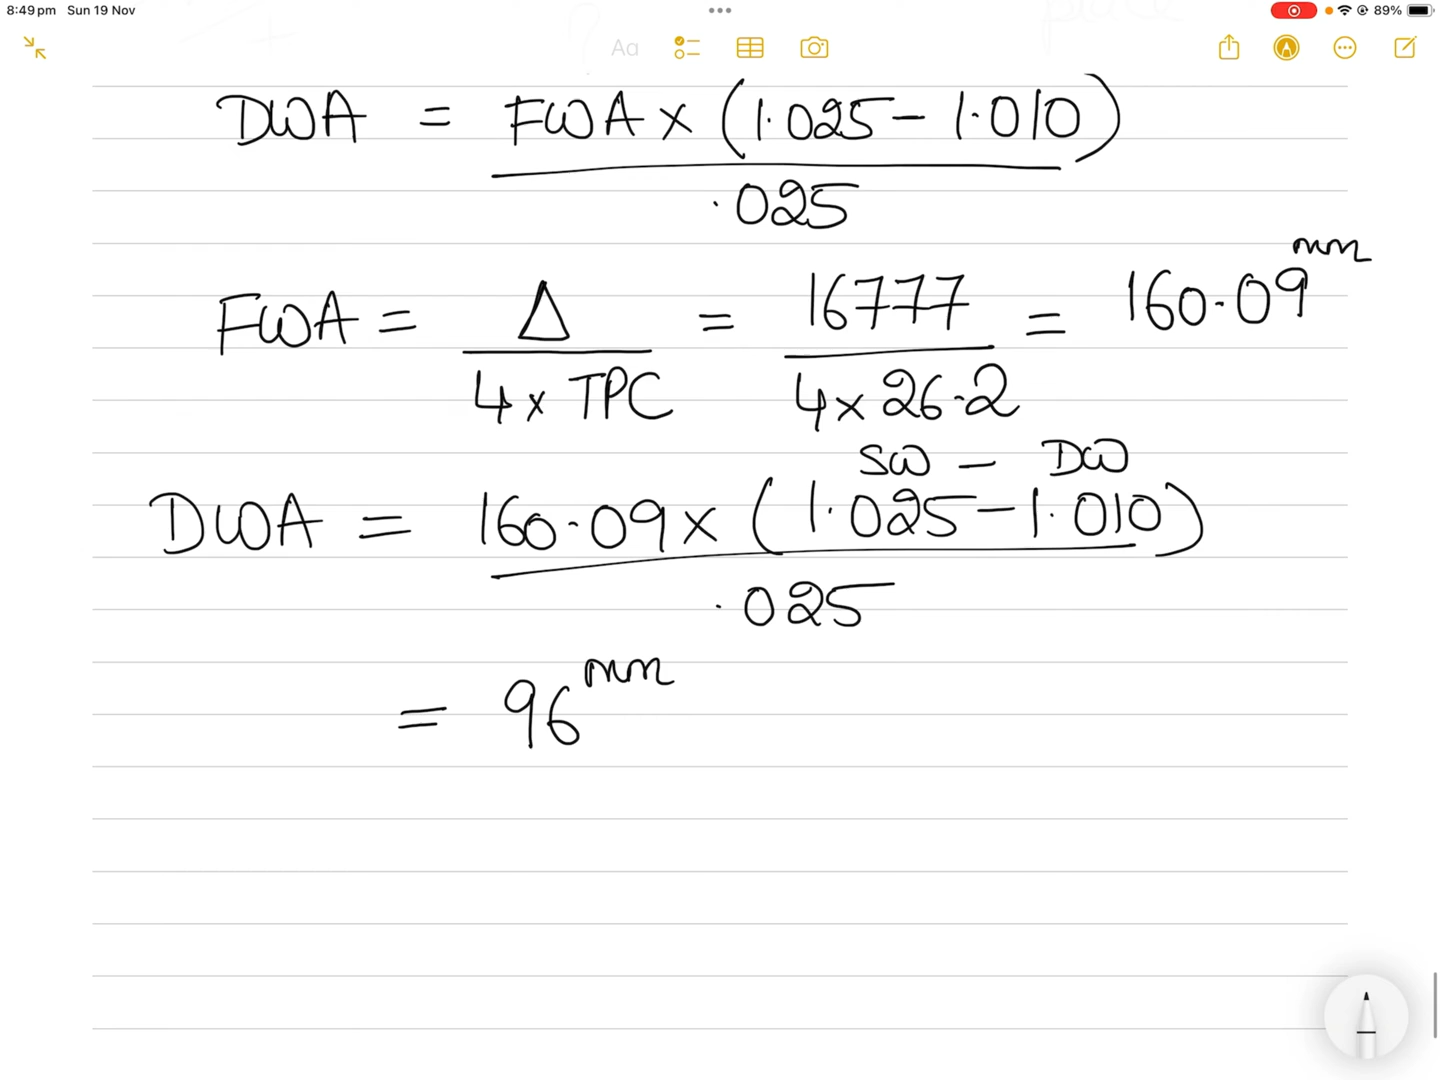 8:49 pm Sun 19 Nov 89%
place
Aa
DWA = FWA x (1.025 - 1.010)
.025
FWA = Δ = 16777 = 160.09 mm
4 x TPC 4 x 26.2
SW - DW
DWA = 160.09 x (1.025 - 1.010)
.025
= 96 mm